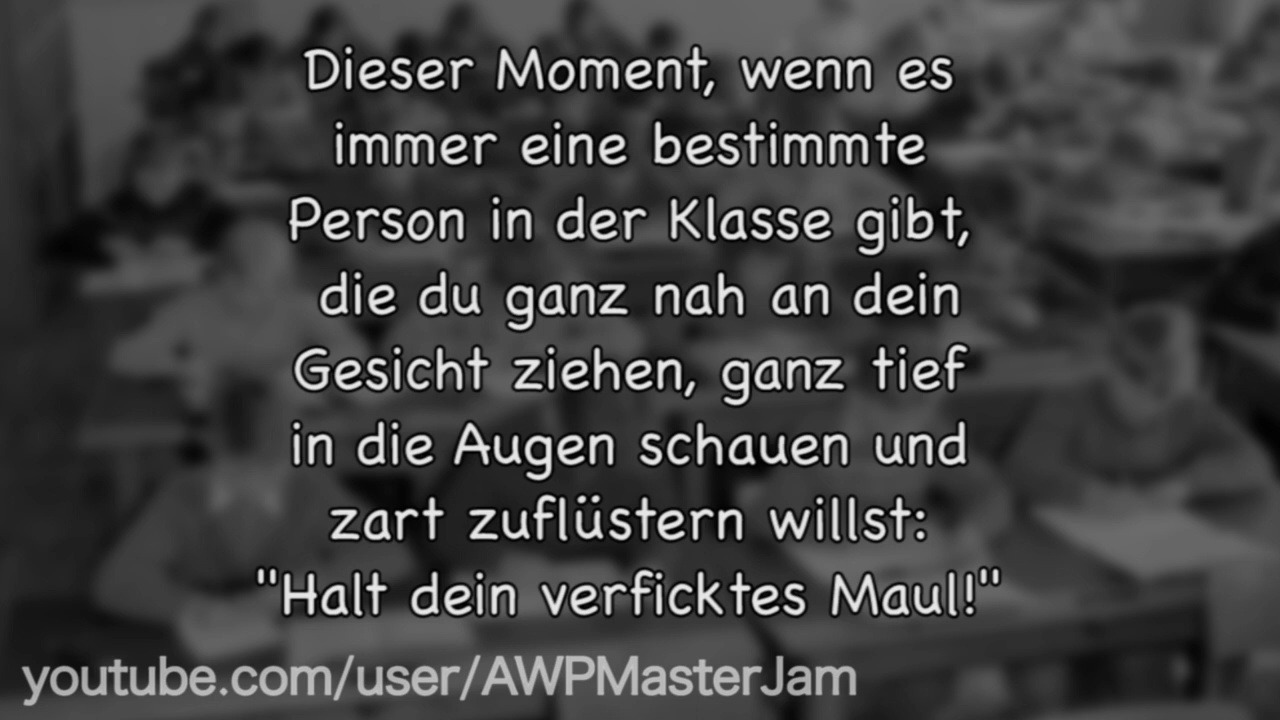 Dieser Moment, wenn es
immer eine bestimmte
Person in der Klasse gibt,
die du ganz nah an dein
Gesicht ziehen, ganz tief
in die Augen schauen und
zart zuflüstern willst:
"Halt dein verficktes Maul!"
youtube.com/user/AWPMasterJam